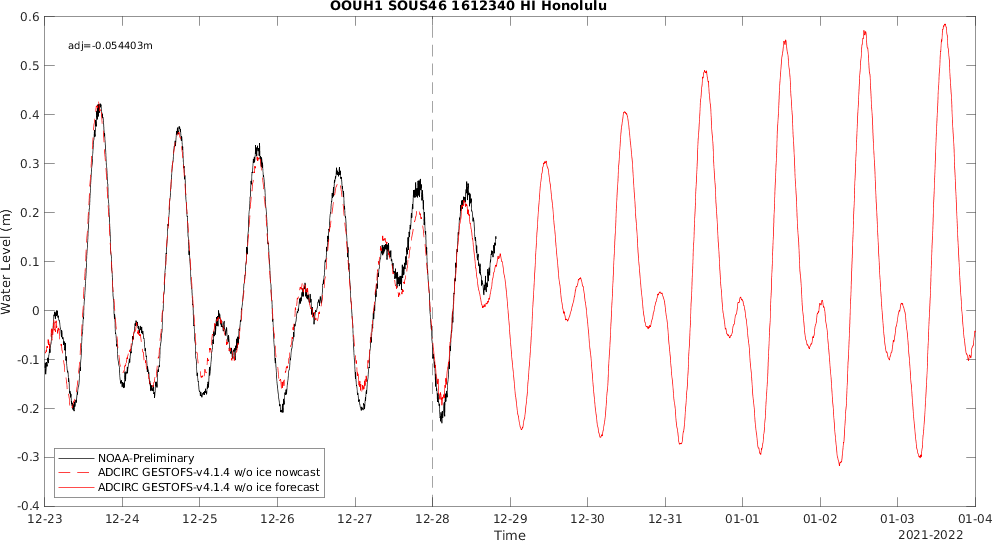 OOUH1 SOUS46 1612340 HI Honolulu
adj=-0.054403m
0.6
0.5
0.4
0.3
0.2
0.1
0
-0.1
-0.2
-0.3
-0.4
Water Level (m)
NOAA-Preliminary
ADCIRC GESTOFS-v4.1.4 w/o ice nowcast
ADCIRC GESTOFS-v4.1.4 w/o ice forecast
12-23 12-24 12-25 12-26 12-27 12-28 12-29 12-30 12-31 01-01 01-02 01-03 01-04
Time
2021-2022